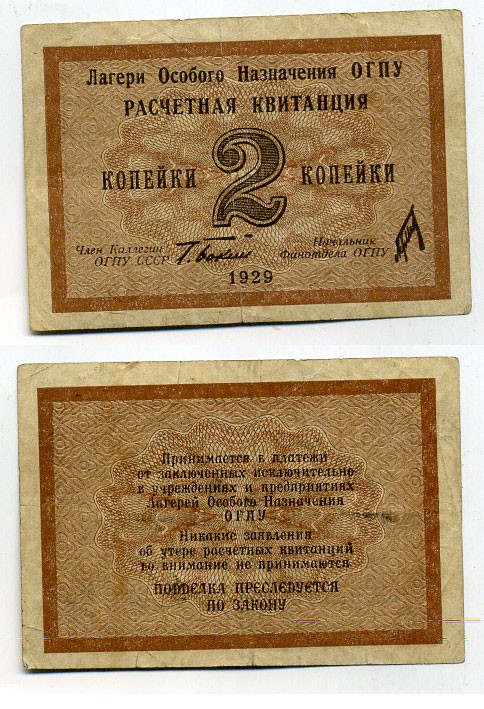 Лагери Особого Назначения ОГПУ
РАСЧЕТНАЯ КВИТАНЦИЯ
КОПЕЙКИ 2 КОПЕЙКИ
Член Коллегии
ОГПУ СССР
Г. Бокий
Начальник
Финотдела ОГПУ
1929
Принимается в платежи
от заключенных исключительно
в учреждениях и предприятиях
Лагерей Особого Назначения
ОГПУ
Никакие заявления
об утере расчетных квитанций
во внимание не принимаются
ПОДДЕЛКА ПРЕСЛЕДУЕТСЯ
ПО ЗАКОНУ